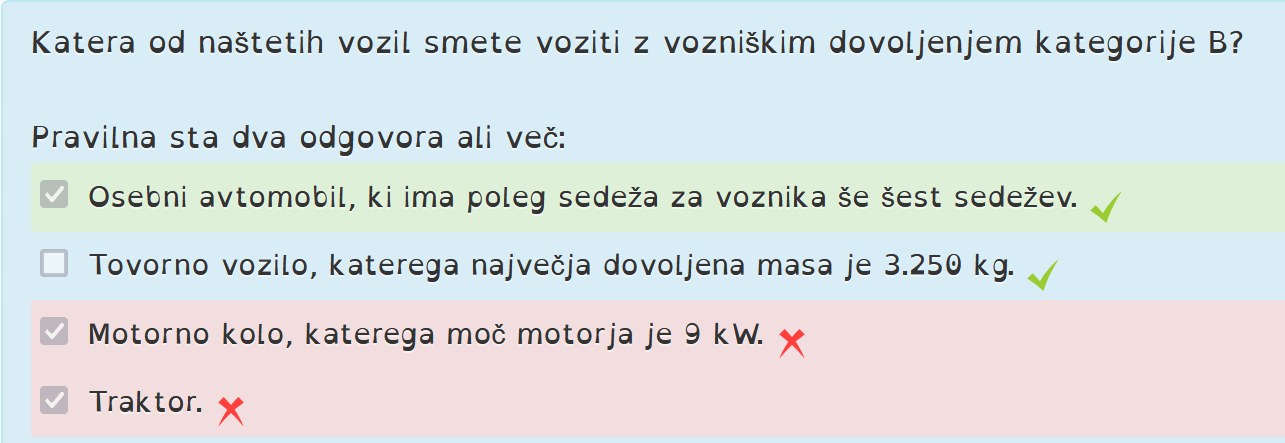 Katera od naštetih vozil smete voziti z vozniškim dovoljenjem kategorije B?
Pravilna sta dva odgovora ali več:
Osebni avtomobil, ki ima poleg sedeža za voznika še šest sedežev.
Tovorno vozilo, katerega največja dovoljena masa je 3.250 kg.
Motorno kolo, katerega moč motorja je 9 kW.
Traktor.